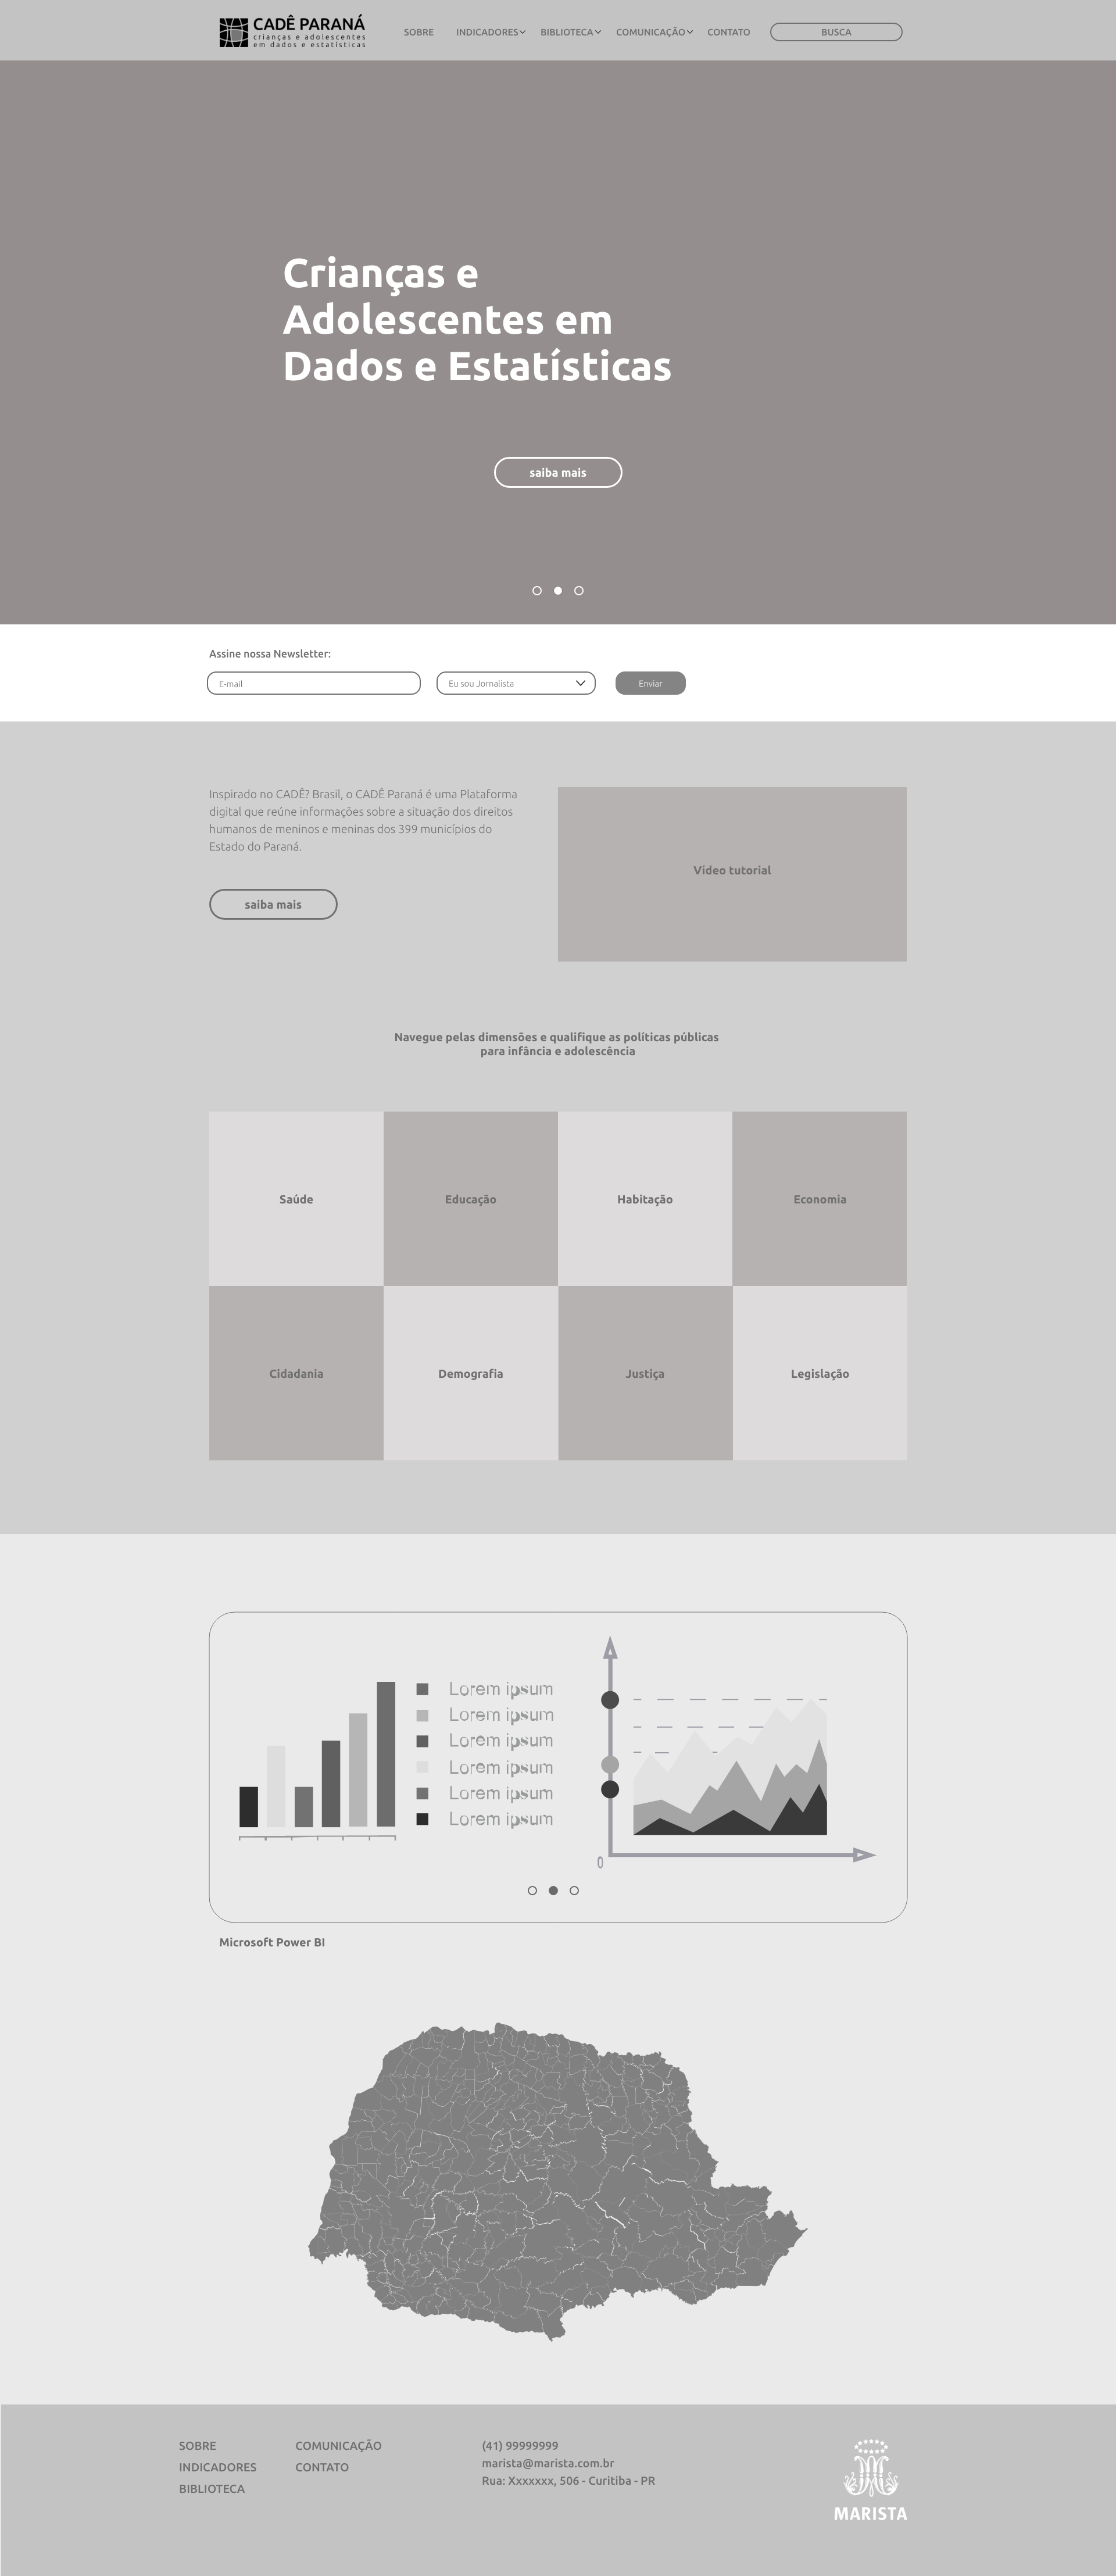 CADÊ PARANÁ
crianças e adolescentes
em dados e estatísticas
SOBRE
INDICADORES
BIBLIOTECA
COMUNICAÇÃO
CONTATO
BUSCA
Crianças e
Adolescentes em
Dados e Estatísticas
saiba mais
Assine nossa Newsletter:
E-mail
Eu sou Jornalista
Enviar
Inspirado no CADÊ? Brasil, o CADÊ Paraná é uma Plataforma
digital que reúne informações sobre a situação dos direitos
humanos de meninos e meninas dos 399 municípios do
Estado do Paraná.
saiba mais
Vídeo tutorial
Navegue pelas dimensões e qualifique as políticas públicas
para infância e adolescência
Saúde
Educação
Habitação
Economia
Cidadania
Demografia
Justiça
Legislação
Lorem ipsum
Lorem ipsum
Lorem ipsum
Lorem ipsum
Lorem ipsum
Lorem ipsum
0
Microsoft Power BI
SOBRE
INDICADORES
BIBLIOTECA
COMUNICAÇÃO
CONTATO
(41) 99999999
marista@marista.com.br
Rua: Xxxxxxx, 506 - Curitiba - PR
MARISTA